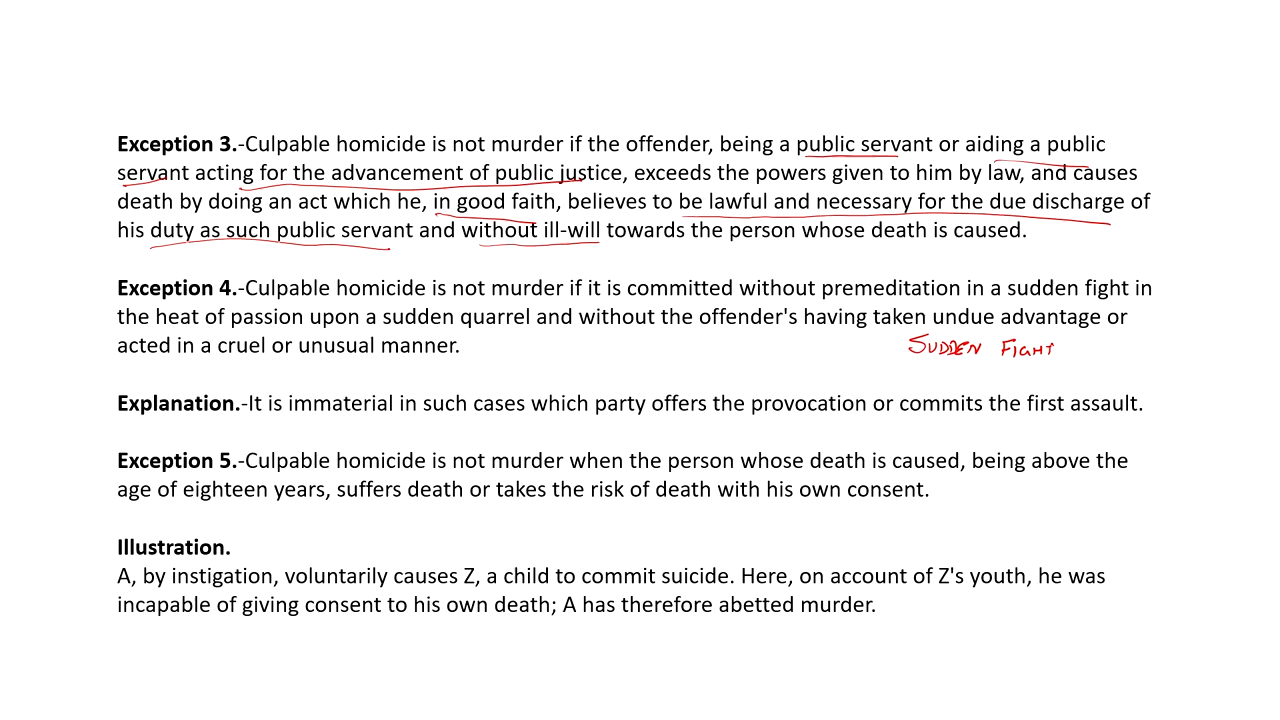 Exception 3.-Culpable homicide is not murder if the offender, being a public servant or aiding a public
servant acting for the advancement of public justice, exceeds the powers given to him by law, and causes
death by doing an act which he, in good faith, believes to be lawful and necessary for the due discharge of
his duty as such public servant and without ill-will towards the person whose death is caused.
Exception 4.-Culpable homicide is not murder if it is committed without premeditation in a sudden fight in
the heat of passion upon a sudden quarrel and without the offender's having taken undue advantage or
acted in a cruel or unusual manner.
SUDDEN FIGHT
Explanation.-It is immaterial in such cases which party offers the provocation or commits the first assault.
Exception 5.-Culpable homicide is not murder when the person whose death is caused, being above the
age of eighteen years, suffers death or takes the risk of death with his own consent.
Illustration.
A, by instigation, voluntarily causes Z, a child to commit suicide. Here, on account of Z's youth, he was
incapable of giving consent to his own death; A has therefore abetted murder.